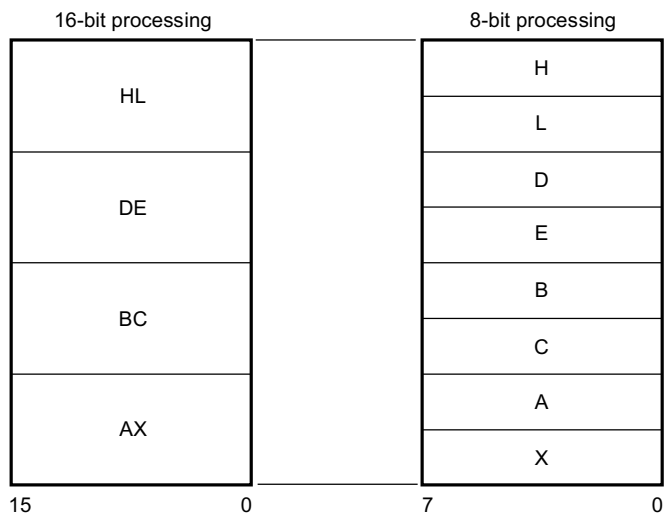 16-bit processing
8-bit processing
HL
DE
BC
AX
15 0
H
L
D
E
B
C
A
X
7 0